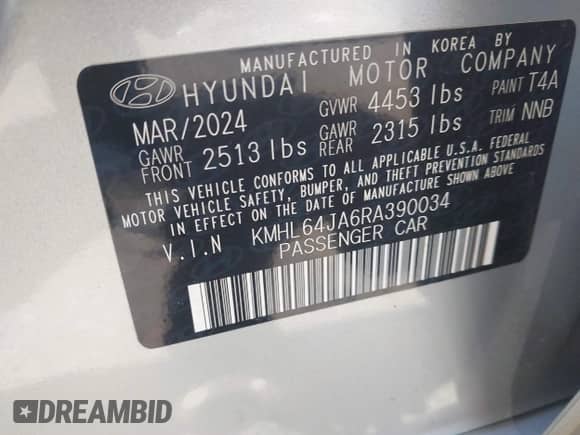 MANUFACTURED IN KOREA BY
HYUNDAI MOTOR COMPANY
MAR/2024 GVWR 4453 lbs PAINT T4A
GAWR FRONT 2513 lbs GAWR REAR 2315 lbs TRIM NNB
THIS VEHICLE CONFORMS TO ALL APPLICABLE U.S.A. FEDERAL
MOTOR VEHICLE SAFETY, BUMPER, AND THEFT PREVENTION STANDARDS
IN EFFECT ON THE DATE OF MANUFACTURE SHOWN ABOVE.
V.I.N KMHL64JA6RA390034
PASSENGER CAR
DREAMBID